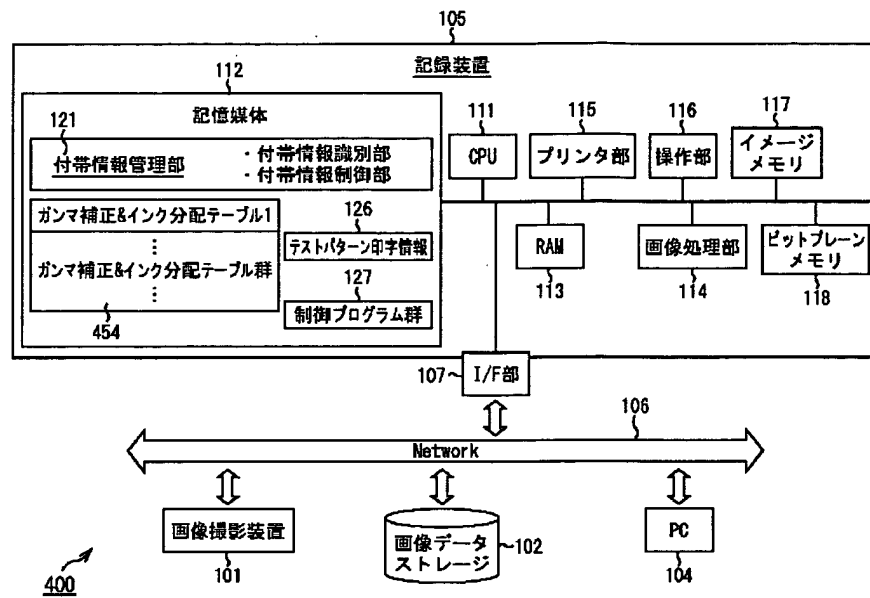 105
記録装置
112
記憶媒体
121
付帯情報管理部
・付帯情報識別部
・付帯情報制御部
ガンマ補正&インク分配テーブル1
⋮
ガンマ補正&インク分配テーブル群
⋮
454
126
テストパターン印字情報
127
制御プログラム群
111
CPU
115
プリンタ部
116
操作部
117
イメージ
メモリ
RAM
113
画像処理部
114
ビットプレーン
メモリ
118
107
I/F部
106
Network
画像撮影装置
101
画像データ
ストレージ
102
PC
104
400